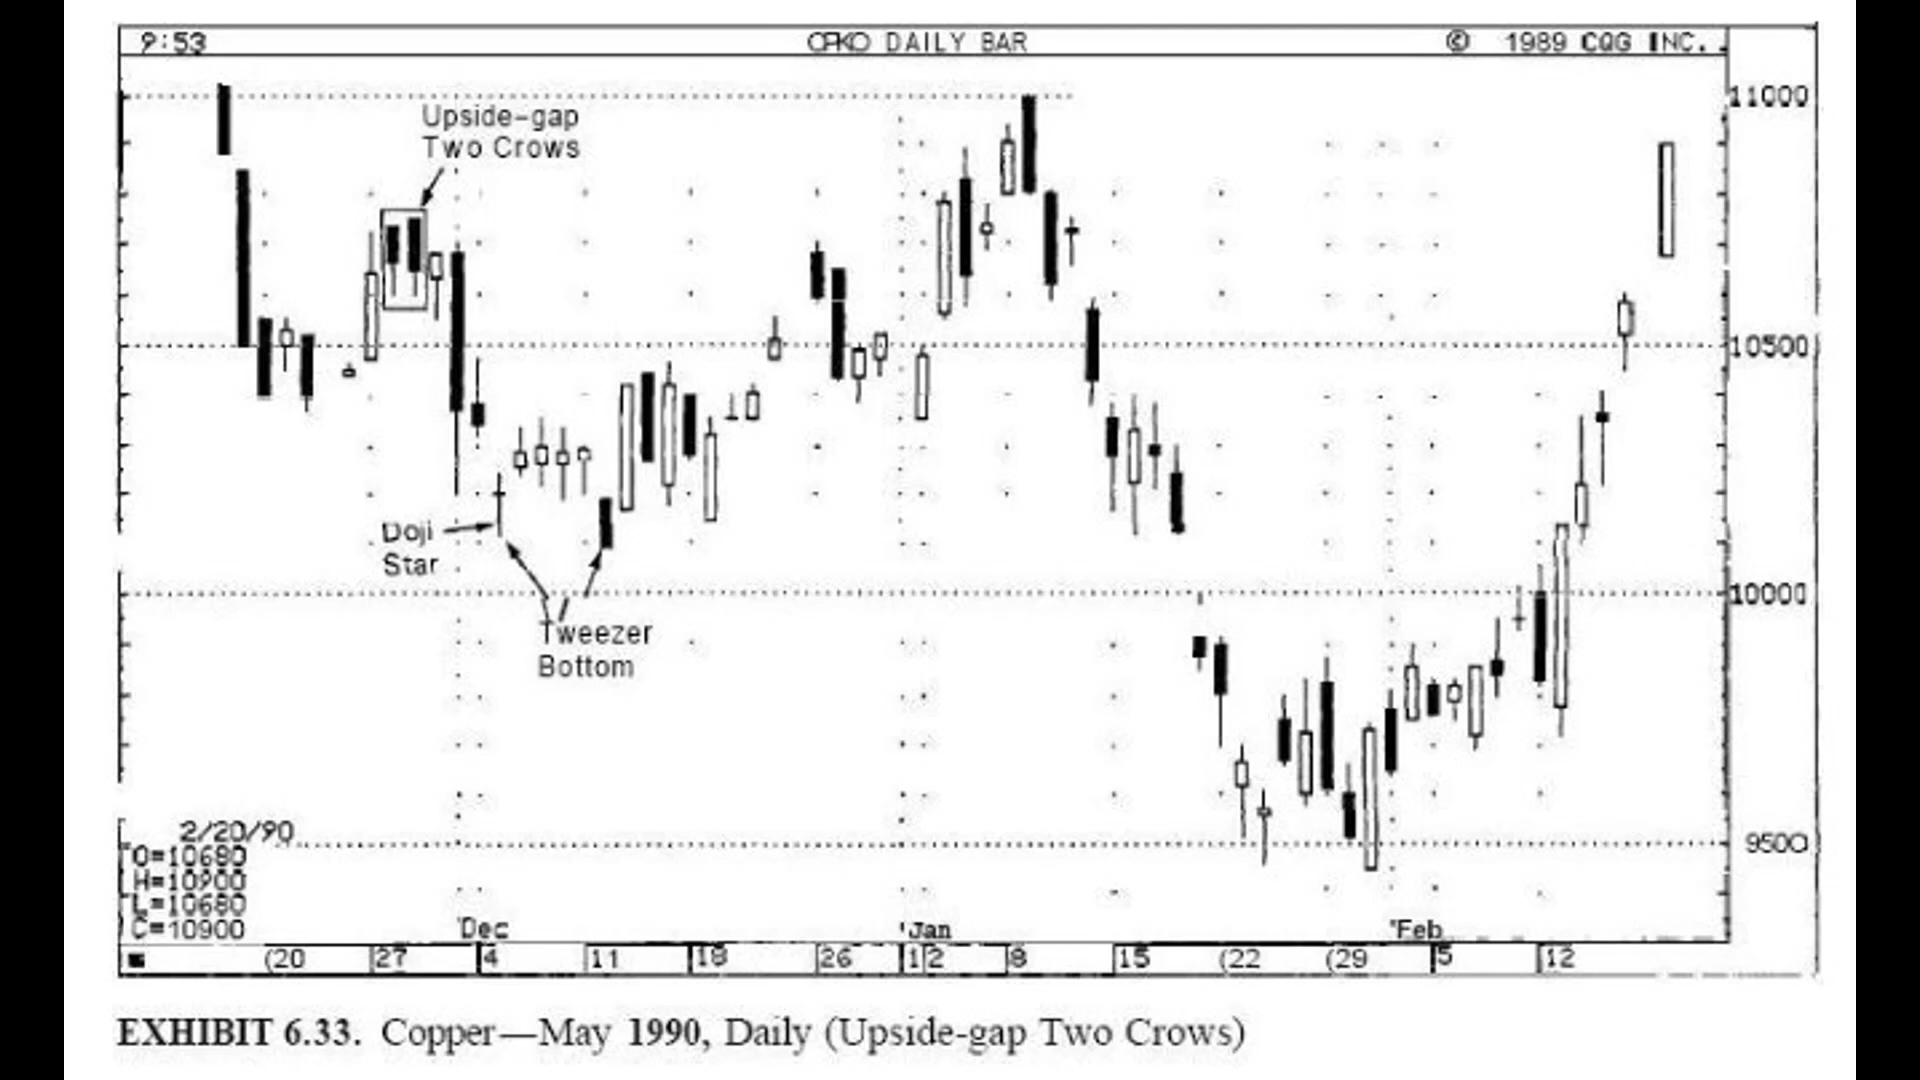 9:53
CPKO DAILY BAR
© 1989 CQG INC.
11000
Upside-gap
Two Crows
10500
Doji
Star
10000
Tweezer
Bottom
2/20/90
9500
O=10680
H=10900
L=10680
C=10900
Dec
Jan
Feb
(20 27 4 11 18 26 1 2 8 15 (22 (29 5 12
EXHIBIT 6.33. Copper—May 1990, Daily (Upside-gap Two Crows)